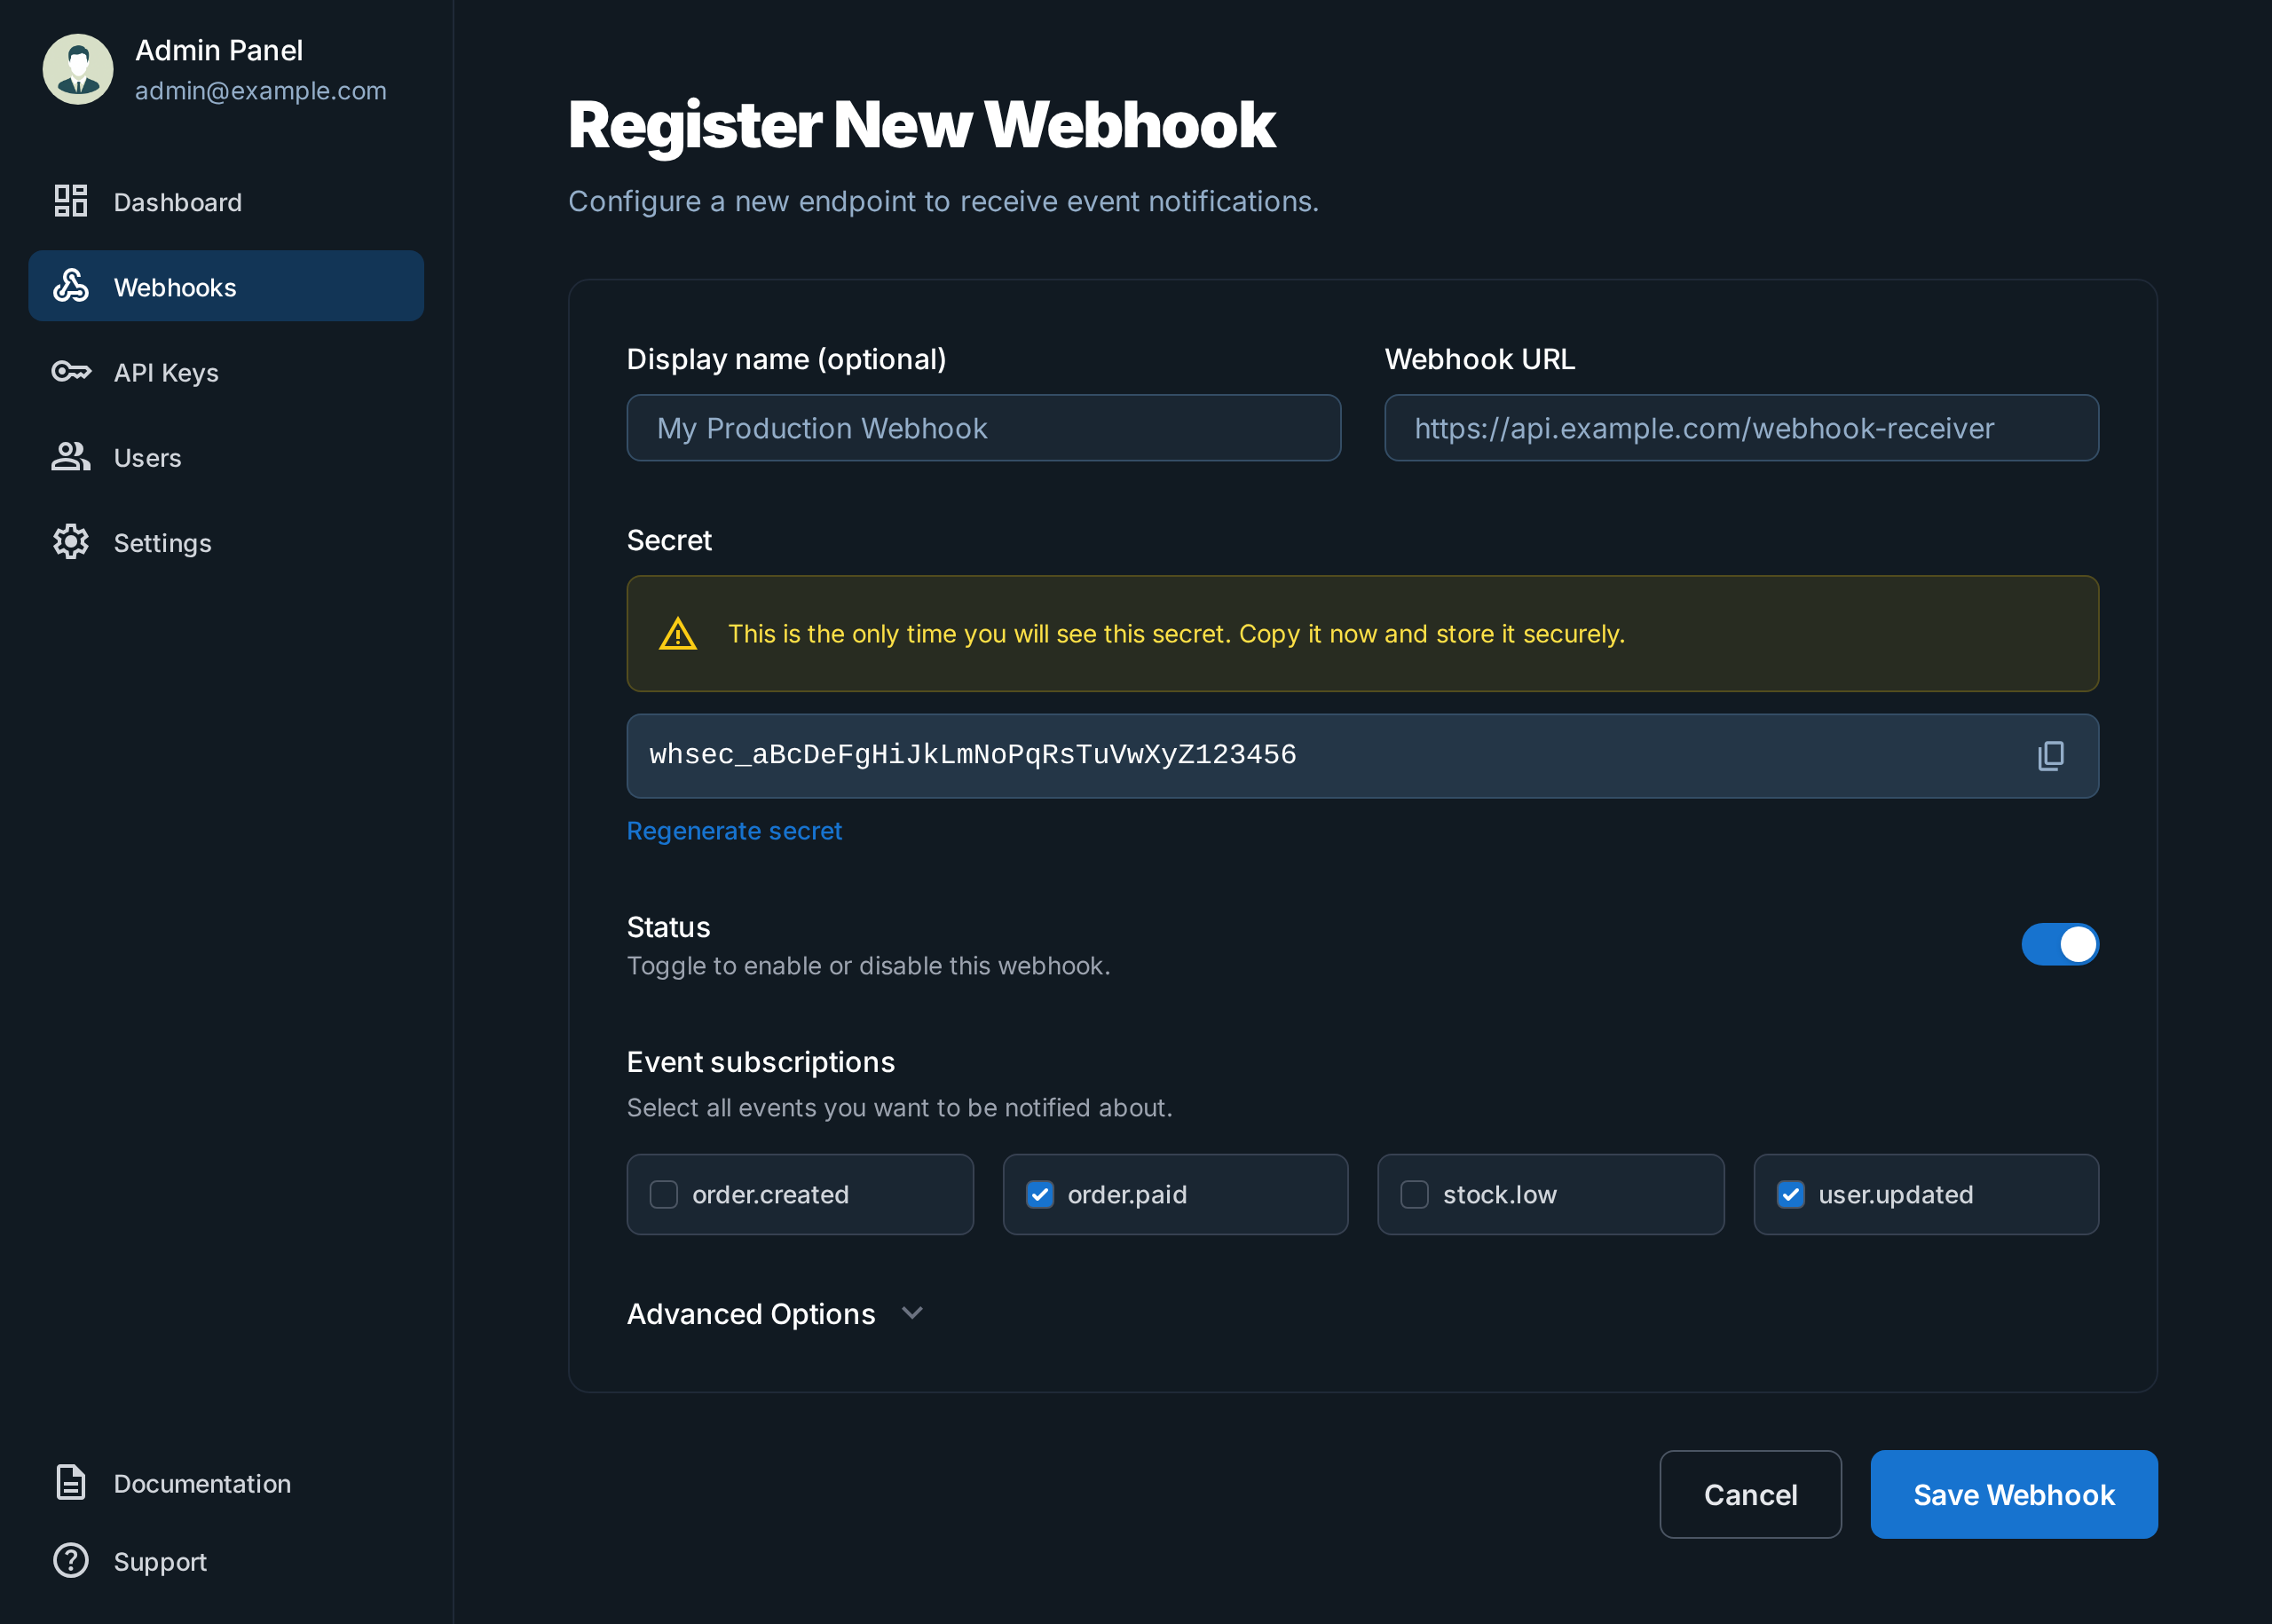 Admin Panel
admin@example.com
Dashboard
Webhooks
API Keys
Users
Settings
Documentation
Support
Register New Webhook
Configure a new endpoint to receive event notifications.
Display name (optional)
My Production Webhook
Webhook URL
https://api.example.com/webhook-receiver
Secret
This is the only time you will see this secret. Copy it now and store it securely.
whsec_aBcDeFgHiJkLmNoPqRsTuVwXyZ123456
Regenerate secret
Status
Toggle to enable or disable this webhook.
Event subscriptions
Select all events you want to be notified about.
order.created
order.paid
stock.low
user.updated
Advanced Options
Cancel
Save Webhook